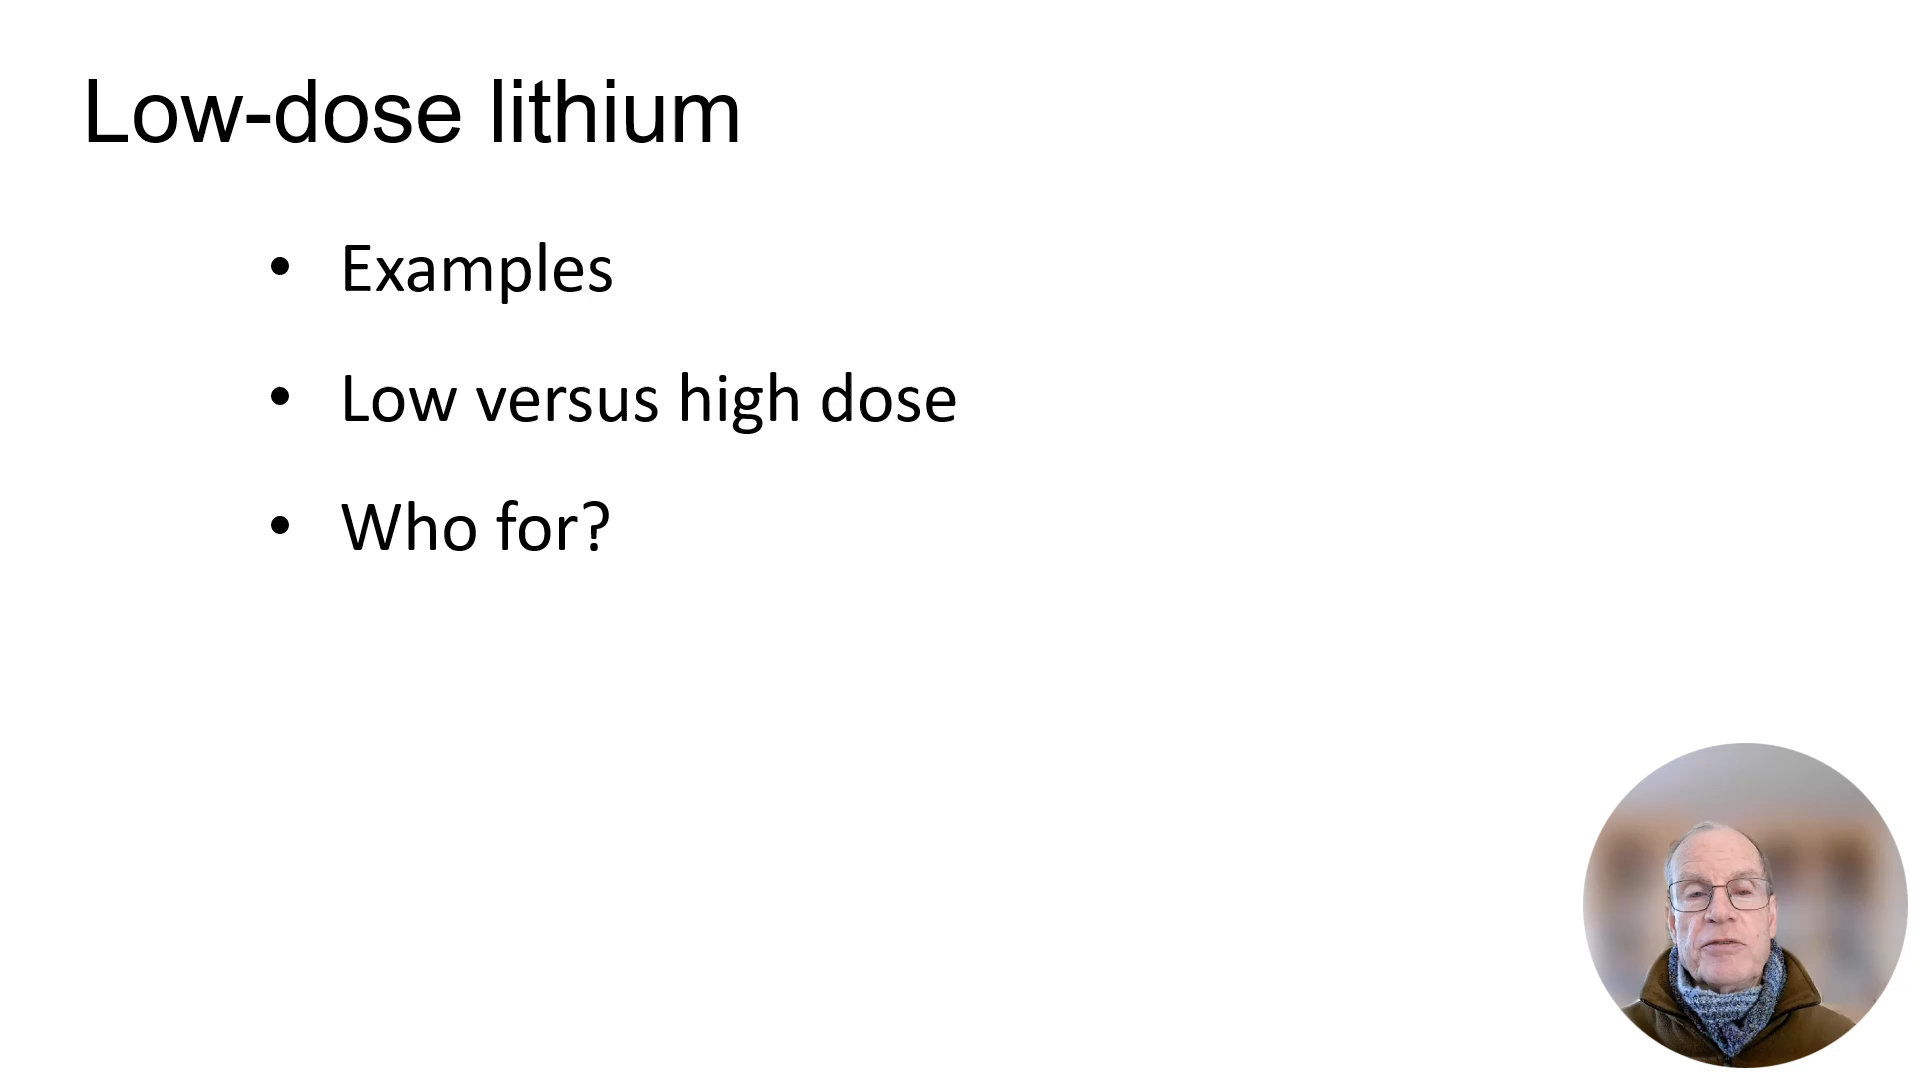 Low-dose lithium
• Examples
• Low versus high dose
• Who for?